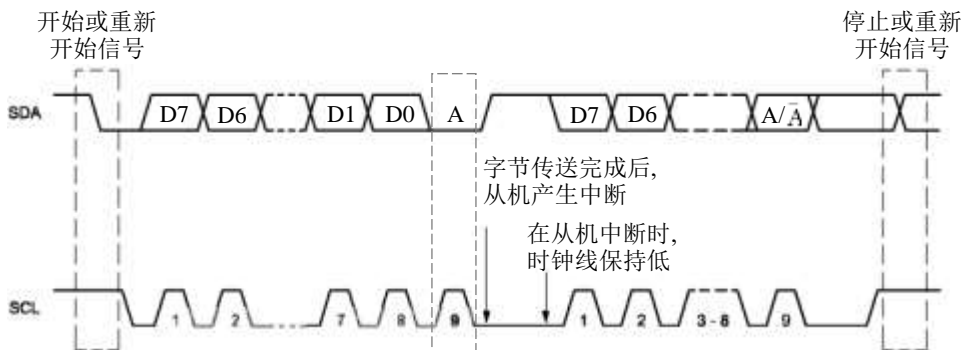 开始或重新
开始信号
停止或重新
开始信号
SDA
D7 D6 D1 D0 A D7 D6 A/Ā
字节传送完成后,
从机产生中断
在从机中断时,
时钟线保持低
SCL
1 2 7 8 9 1 2 3 - 8 9